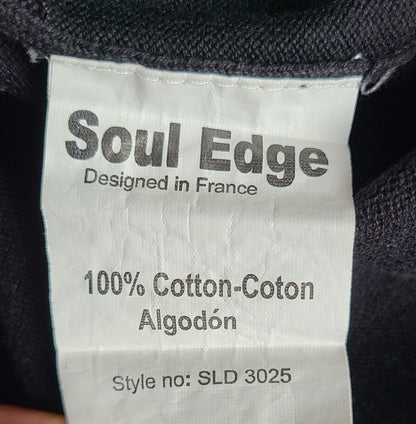 Soul Edge
Designed in France
100% Cotton-Coton
Algodón
Style no: SLD 3025